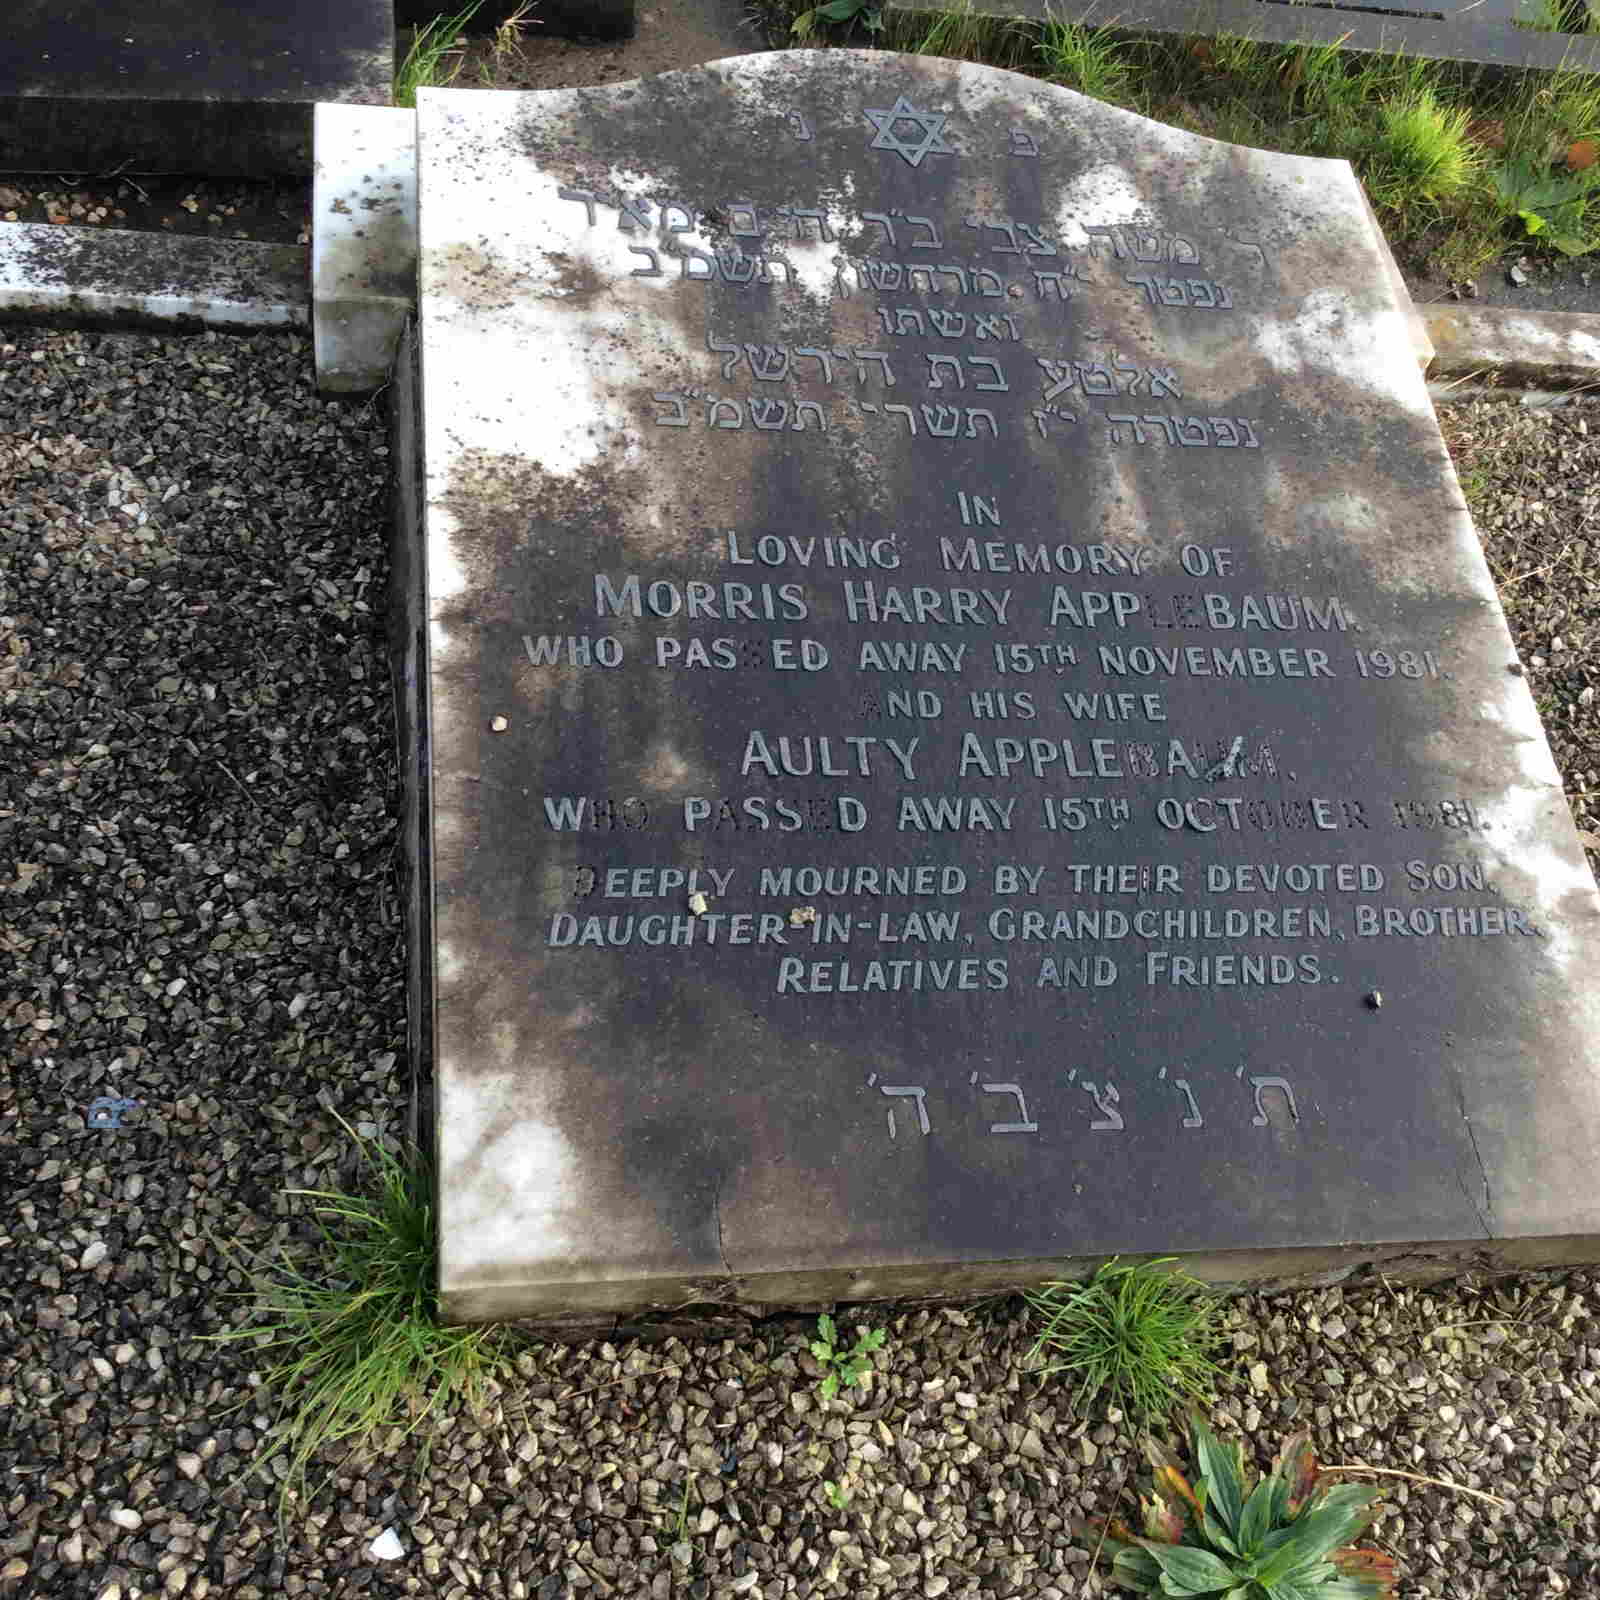 פ נ
ר' משה צבי ב"ר חיים מאיר
נפטר י"ח מרחשון תשמ"ב
ואשתו
אלטע בת הירשל
נפטרה י"ז תשרי תשמ"ב
IN
LOVING MEMORY OF
MORRIS HARRY APPLEBAUM.
WHO PASSED AWAY 15TH NOVEMBER 1981.
AND HIS WIFE
AULTY APPLEBAUM.
WHO PASSED AWAY 15TH OCTOBER 1981.
DEEPLY MOURNED BY THEIR DEVOTED SON,
DAUGHTER-IN-LAW, GRANDCHILDREN, BROTHER,
RELATIVES AND FRIENDS.
ת' נ' צ' ב' ה'